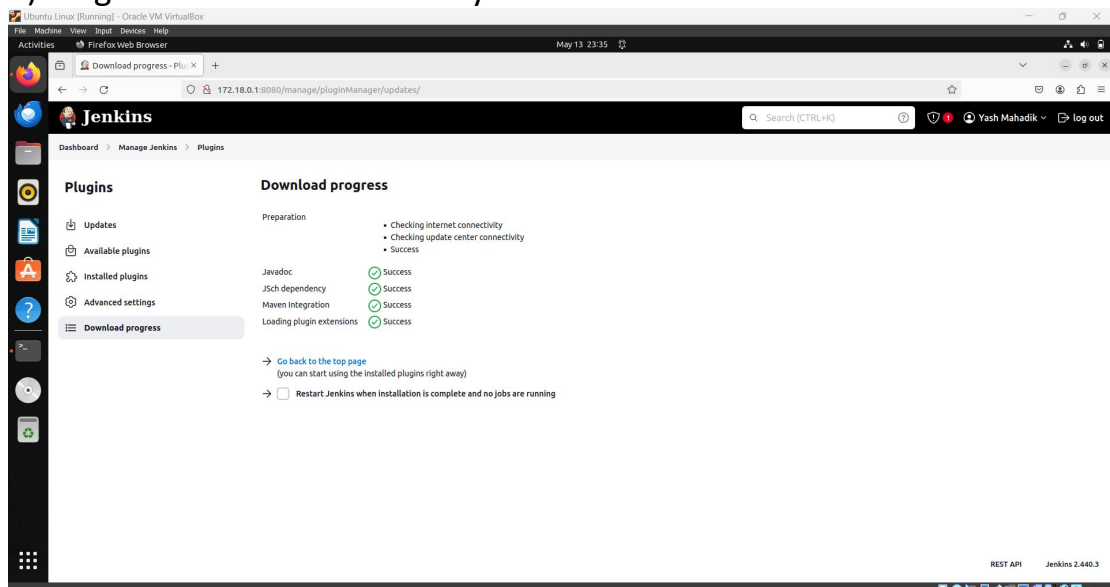 Ubuntu Linux [Running] - Oracle VM VirtualBox
File Machine View Input Devices Help
Activities Firefox Web Browser May 13 23:35
Download progress - Plu
172.18.0.1:8080/manage/pluginManager/updates/
Jenkins Search (CTRL+K) 1 Yash Mahadik log out
Dashboard > Manage Jenkins > Plugins
Plugins
Updates
Available plugins
Installed plugins
Advanced settings
Download progress
Download progress
Preparation
• Checking internet connectivity
• Checking update center connectivity
• Success
Javadoc Success
JSch dependency Success
Maven Integration Success
Loading plugin extensions Success
→ Go back to the top page
(you can start using the installed plugins right away)
→ Restart Jenkins when installation is complete and no jobs are running
REST API Jenkins 2.440.3